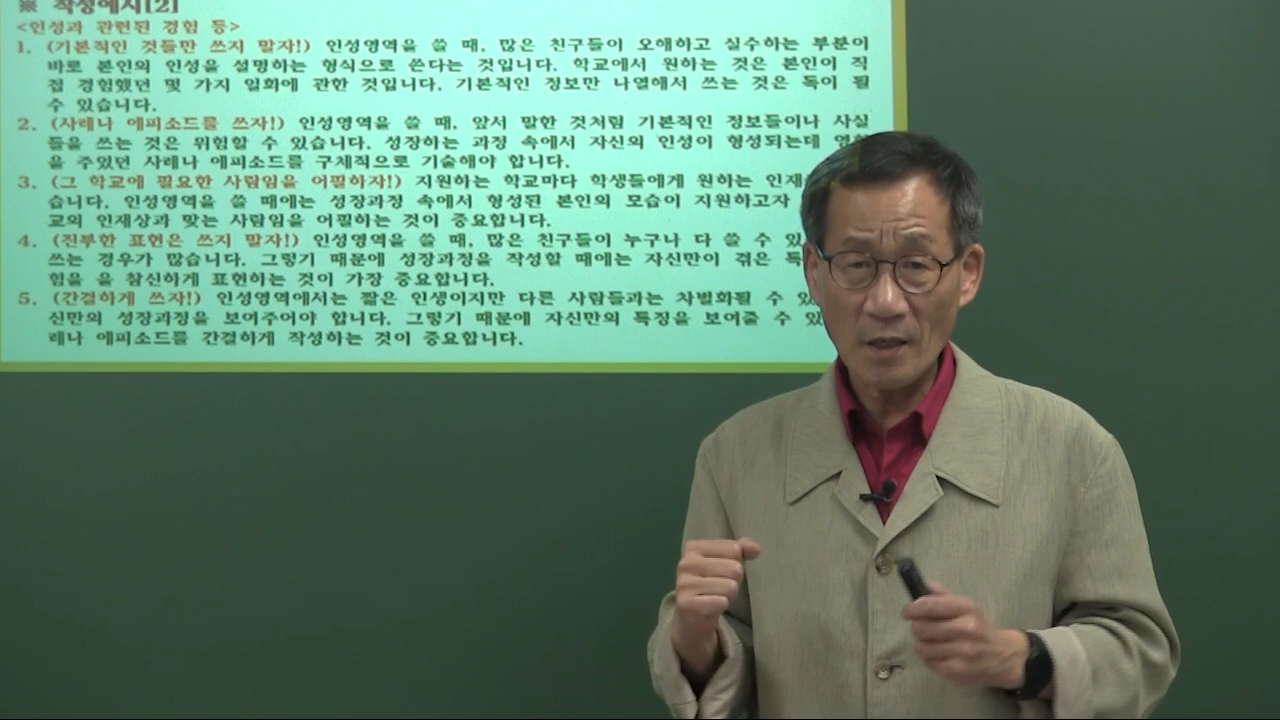 ※ 작성예시[2]
<인성과 관련된 경험 등>
1. (기본적인 것들만 쓰지 말자!) 인성영역을 쓸 때, 많은 친구들이 오해하고 실수하는 부분이
바로 본인의 인성을 설명하는 형식으로 쓴다는 것입니다. 학교에서 원하는 것은 본인이 직
접 경험했던 몇 가지 일화에 관한 것입니다. 기본적인 정보만 나열해서 쓰는 것은 독이 될
수 있습니다.
2. (사례나 에피소드를 쓰자!) 인성영역을 쓸 때, 앞서 말한 것처럼 기본적인 정보들이나 사실
들을 쓰는 것은 위험할 수 있습니다. 성장하는 과정 속에서 자신의 인성이 형성되는데 영향
을 주었던 사례나 에피소드를 구체적으로 기술해야 합니다.
3. (그 학교에 필요한 사람임을 어필하자!) 지원하는 학교마다 학생들에게 원하는 인재
습니다. 인성영역을 쓸 때에는 성장과정 속에서 형성된 본인의 모습이 지원하고자
교의 인재상과 맞는 사람임을 어필하는 것이 중요합니다.
4. (진부한 표현은 쓰지 말자!) 인성영역을 쓸 때, 많은 친구들이 누구나 다 쓸 수 있
쓰는 경우가 많습니다. 그렇기 때문에 성장과정을 작성할 때에는 자신만이 겪은 특
험을 을 참신하게 표현하는 것이 가장 중요합니다.
5. (간결하게 쓰자!) 인성영역에서는 짧은 인생이지만 다른 사람들과는 차별화될 수 있
신만의 성장과정을 보여주어야 합니다. 그렇기 때문에 자신만의 특징을 보여줄 수 있
레나 에피소드를 간결하게 작성하는 것이 중요합니다.